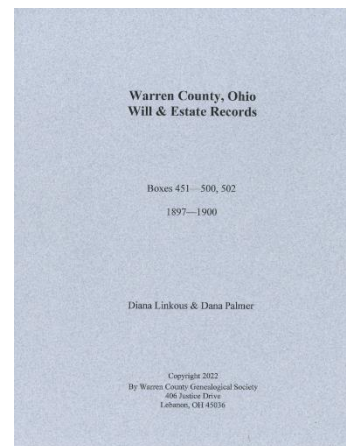 Warren County, Ohio
Will & Estate Records
Boxes 451—500, 502
1897—1900
Diana Linkous & Dana Palmer
Copyright 2022
By Warren County Genealogical Society
406 Justice Drive
Lebanon, OH 45036